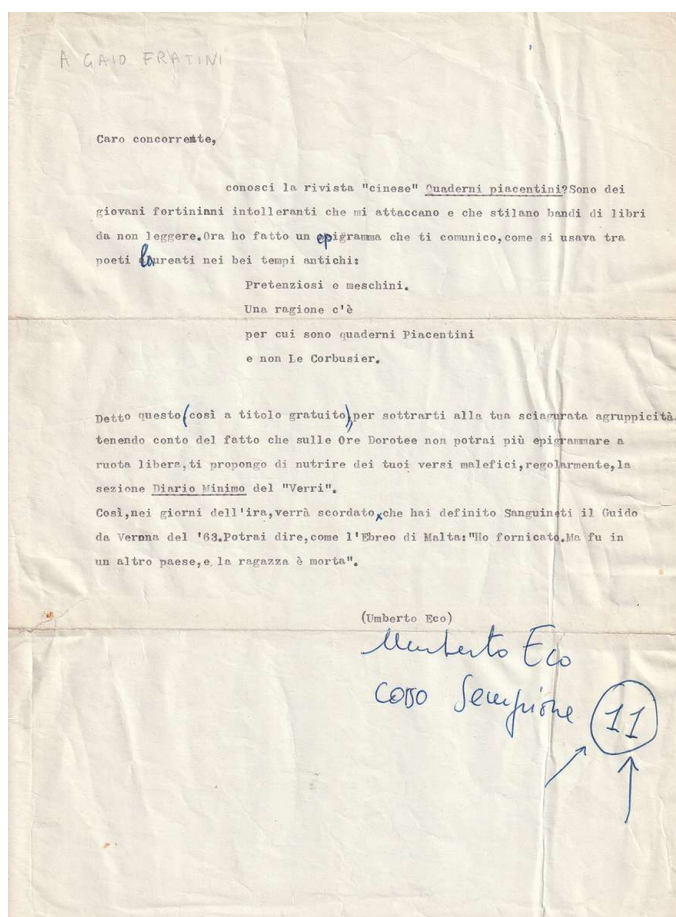 A GAIO FRATINI
Caro concorrente,
conosci la rivista "cinese" Quaderni piacentini?Sono dei
giovani fortiniani intolleranti che mi attaccano e che stilano bandi di libri
da non leggere.Ora ho fatto un epigramma che ti comunico,come si usava tra
poeti laureati nei bei tempi antichi:
Pretenziosi e meschini.
Una ragione c'è
per cui sono quaderni Piacentini
e non Le Corbusier.
Detto questo(così a titolo gratuito),per sottrarti alla tua sciagurata agruppicità
tenendo conto del fatto che sulle Ore Dorotee non potrai più epigrammare a
ruota libera,ti propongo di nutrire dei tuoi versi malefici,regolarmente,la
sezione Diario Minimo del "Verri".
Così,nei giorni dell'ira,verrà scordato che hai definito Sanguineti il Guido
da Verona del '63.Potrai dire,come l'Ebreo di Malta:"Ho fornicato.Ma fu in
un altro paese,e la ragazza è morta".
(Umberto Eco)
Umberto Eco
corso Sempione 11